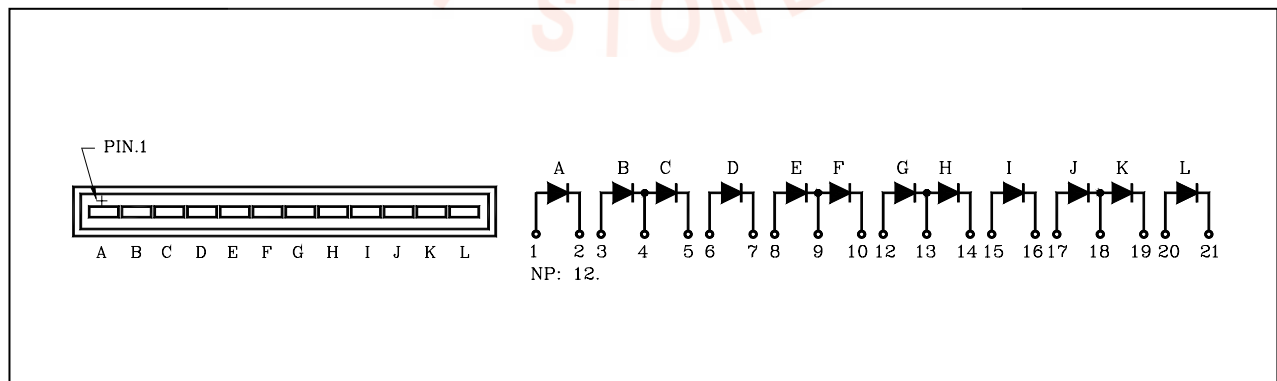 STONE
PIN.1
A B C D E F G H I J K L
A B C D E F G H I J K L
1 2 3 4 5 6 7 8 9 10 12 13 14 15 16 17 18 19 20 21
NP: 12.